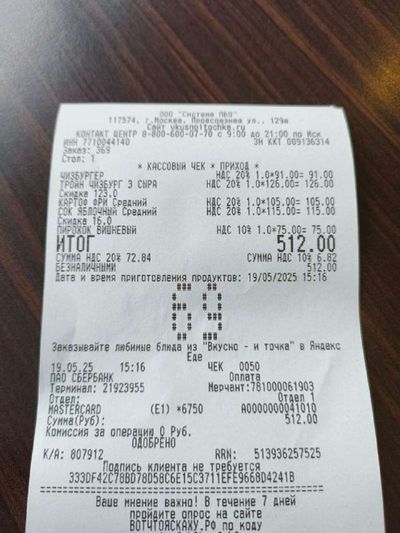 ООО "Система ПБО"
117574, г.Москва, Провсоюзная ул., 129е
Сайт vkusnoitochka.ru
КОНТАКТ ЦЕНТР 8-800-600-07-70 с 9:00 до 21:00 по Мск
ИНН 7710044140 ЗН ККТ 009136314
Заказ: 369
Стол: 1
* КАССОВЫЙ ЧЕК * ПРИХОД *
ЧИЗБУРГЕР НДС 20% 1.0*91.00= 91.00
ТРОЙН ЧИЗБУРГ 3 СЫРА НДС 20% 1.0*126.00= 126.00
Скидка 123.0
КАРТОФ ФРИ Средний НДС 20% 1.0*105.00= 105.00
СОК ЯБЛОЧНЫЙ Средний НДС 20% 1.0*115.00= 115.00
Скидка 16.0
ПИРОЖОК ВИШНЕВЫЙ НДС 10% 1.0*75.00= 75.00
ИТОГ 512.00
СУММА НДС 20% 72.84 СУММА НДС 10% 6.82
БЕЗНАЛИЧНЫМИ 512.00
Дата и время приготовления продуктов: 19/05/2025 15:16
69
Заказывайте любимые блюда из "Вкусно - и точка" в Яндекс
Еде
19.05.25 15:16 ЧЕК 0050
ПАО СБЕРБАНК Оплата
Терминал: 21923955 Мерчант:781000061903
Отдел: Отдел 1
MASTERCARD (E1) *6750 A0000000041010
Сумма(Руб): 512.00
Комиссия за операцию 0 Руб.
ОДОБРЕНО
К/А: 807912 RRN: 513936257525
Подпись клиента не требуется
333DF42C78BD78D58C6E15C3711EFE9668D4241B
Ваше мнение важно! В течение 7 дней
пройдите опрос на сайте
ВОТЧТОЯСКАЖУ.РФ по коду